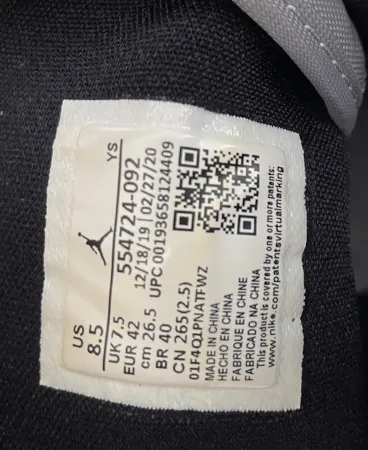 US
8.5
YS
UK 7.5
EUR 42
cm 26.5
BR 40
CN 265(2.5)
554724-092
12/18/19 | 02/27/20
UPC 00193658124409
01F4Q1PNATFWZ
MADE IN CHINA
HECHO EN CHINA
FABRIQUE EN CHINE
FABRICADO NA CHINA
This product is covered by one or more patents:
www.nike.com/patentsvirtualmarking